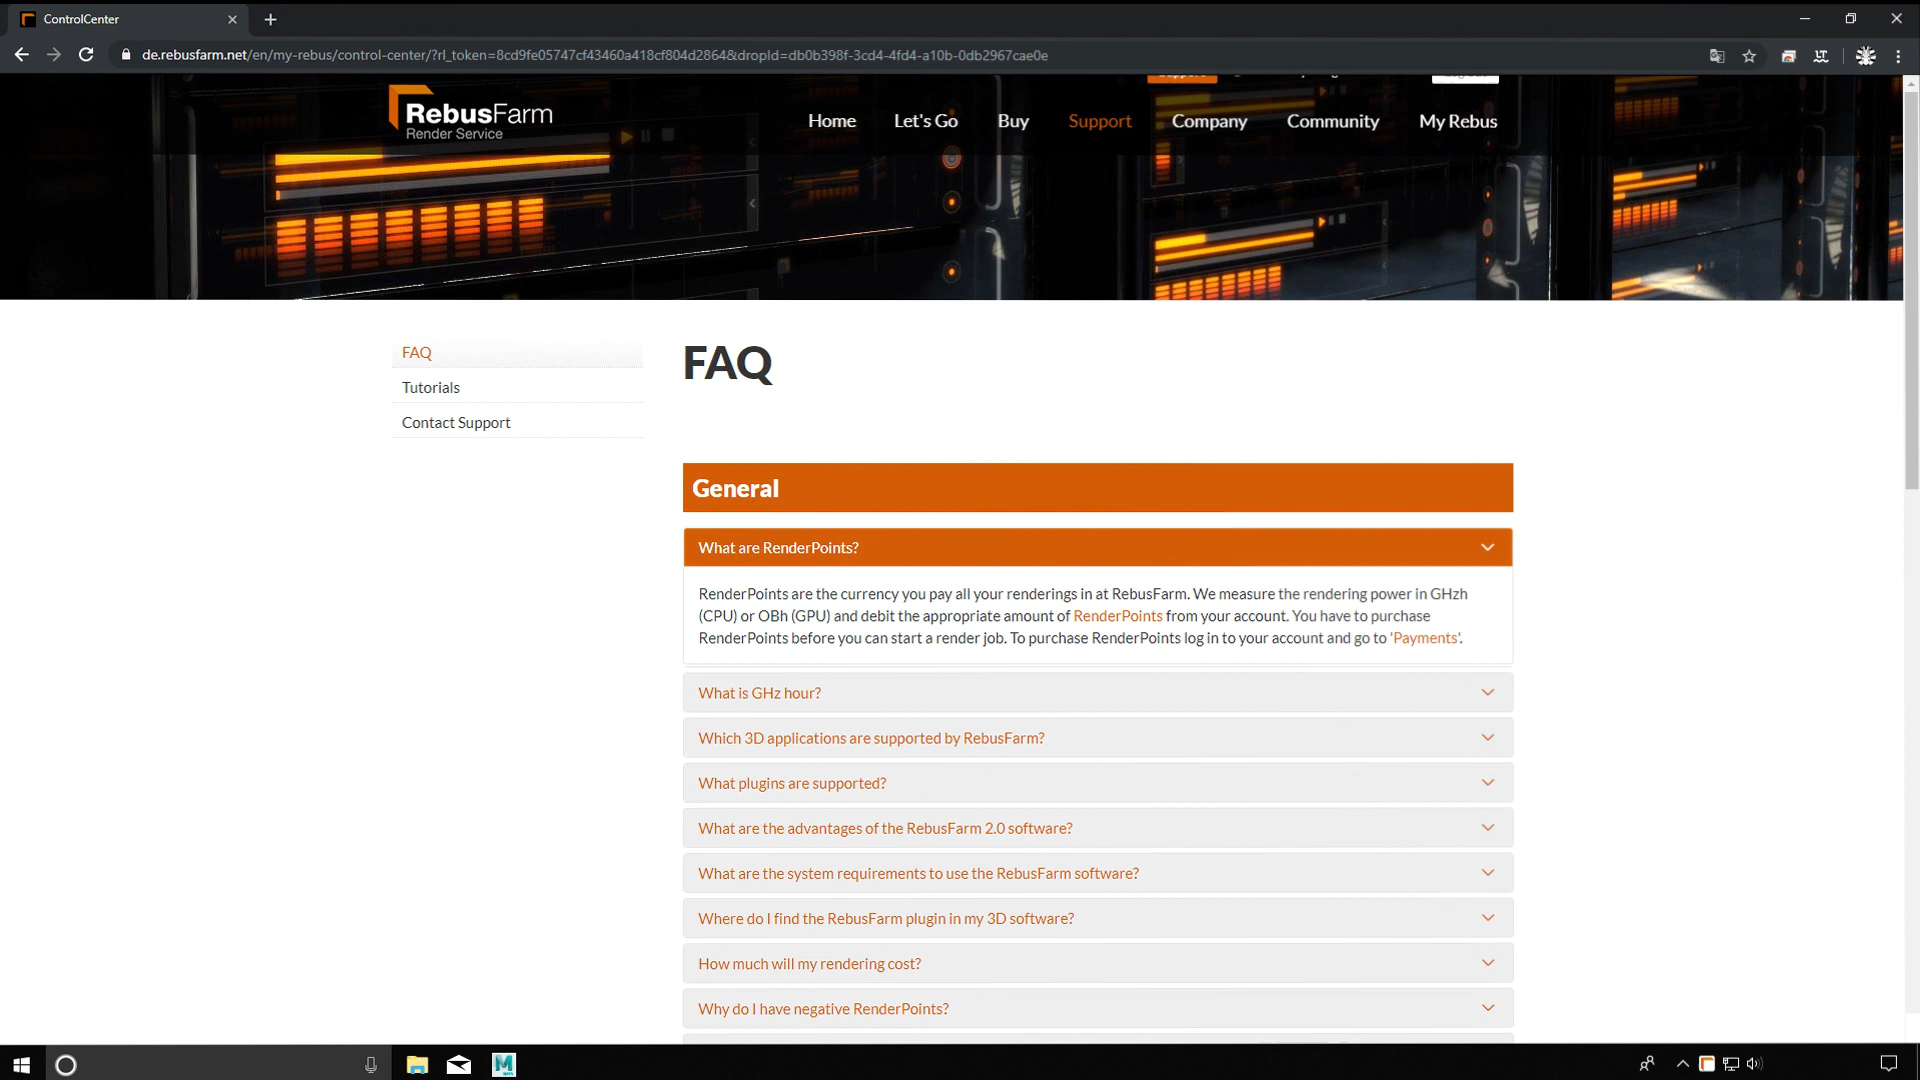 ControlCenter
de.rebusfarm.net/en/my-rebus/control-center/?rl_token=8cd9fe05747cf43460a418cf804d2864&dropId=db0b398f-3cd4-4fd4-a10b-0db2967cae0e
RebusFarm
Render Service
Home
Let's Go
Buy
Support
Company
Community
My Rebus
FAQ
Tutorials
Contact Support
FAQ
General
What are RenderPoints?
RenderPoints are the currency you pay all your renderings in at RebusFarm. We measure the rendering power in GHzh
(CPU) or OBh (GPU) and debit the appropriate amount of RenderPoints from your account. You have to purchase
RenderPoints before you can start a render job. To purchase RenderPoints log in to your account and go to 'Payments'.
What is GHz hour?
Which 3D applications are supported by RebusFarm?
What plugins are supported?
What are the advantages of the RebusFarm 2.0 software?
What are the system requirements to use the RebusFarm software?
Where do I find the RebusFarm plugin in my 3D software?
How much will my rendering cost?
Why do I have negative RenderPoints?